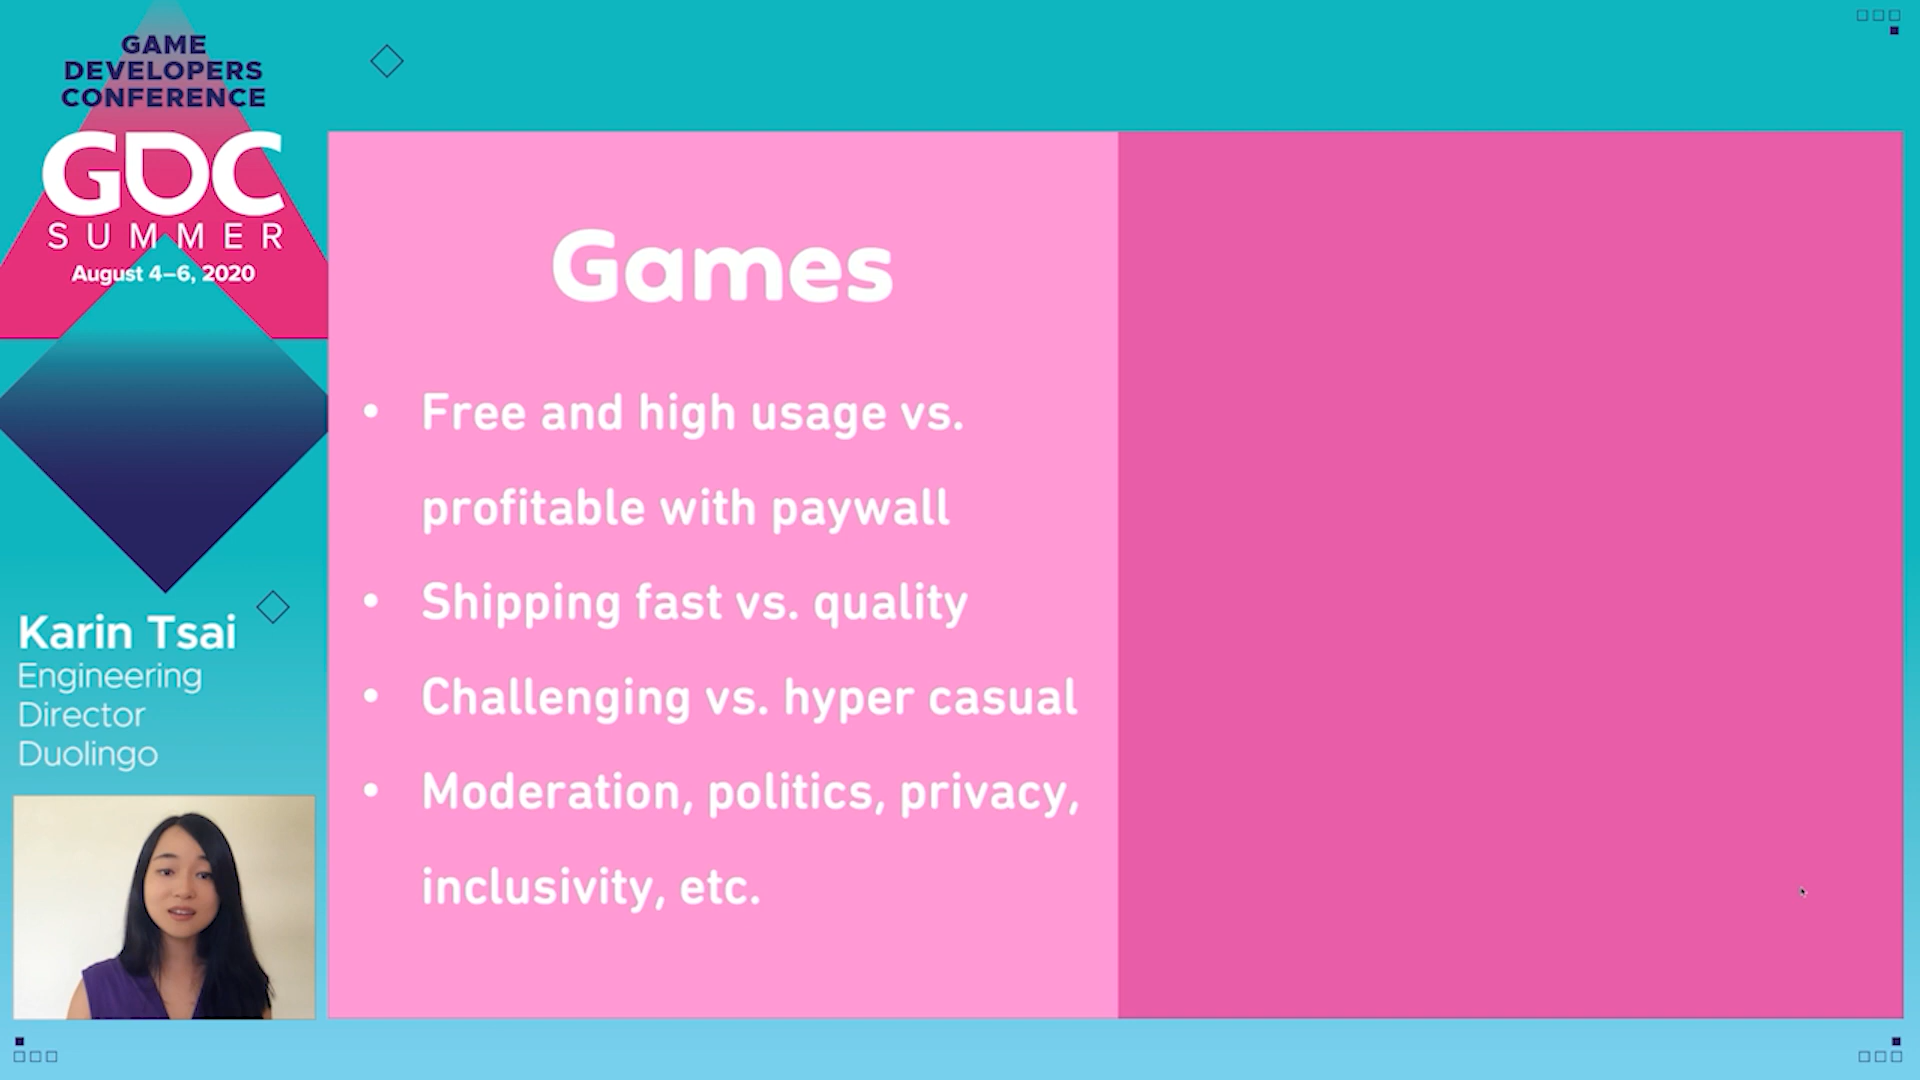 GAME
DEVELOPERS
CONFERENCE
GDC
SUMMER
August 4–6, 2020
Karin Tsai
Engineering
Director
Duolingo
Games
• Free and high usage vs.
profitable with paywall
• Shipping fast vs. quality
• Challenging vs. hyper casual
• Moderation, politics, privacy,
inclusivity, etc.